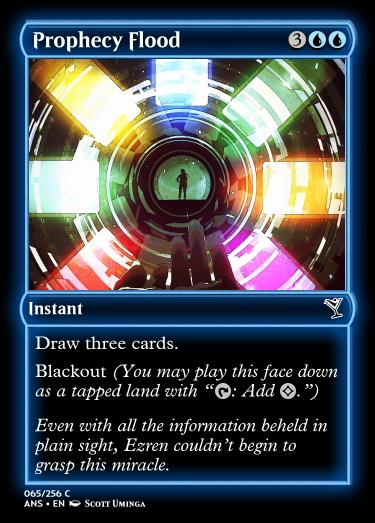 Prophecy Flood 3
Instant
Draw three cards.
Blackout (You may play this face down
as a tapped land with “: Add .”)
Even with all the information beheld in
plain sight, Ezren couldn’t begin to
grasp this miracle.
065/256 C
ANS • EN Scott Uminga